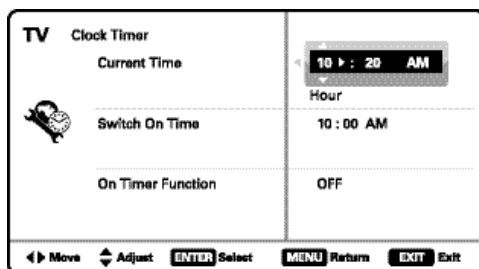 TV Clock Timer
Current Time 10 : 20 AM
Hour
Switch On Time 10 : 00 AM
On Timer Function OFF
Move Adjust ENTER Select MENU Return EXIT Exit